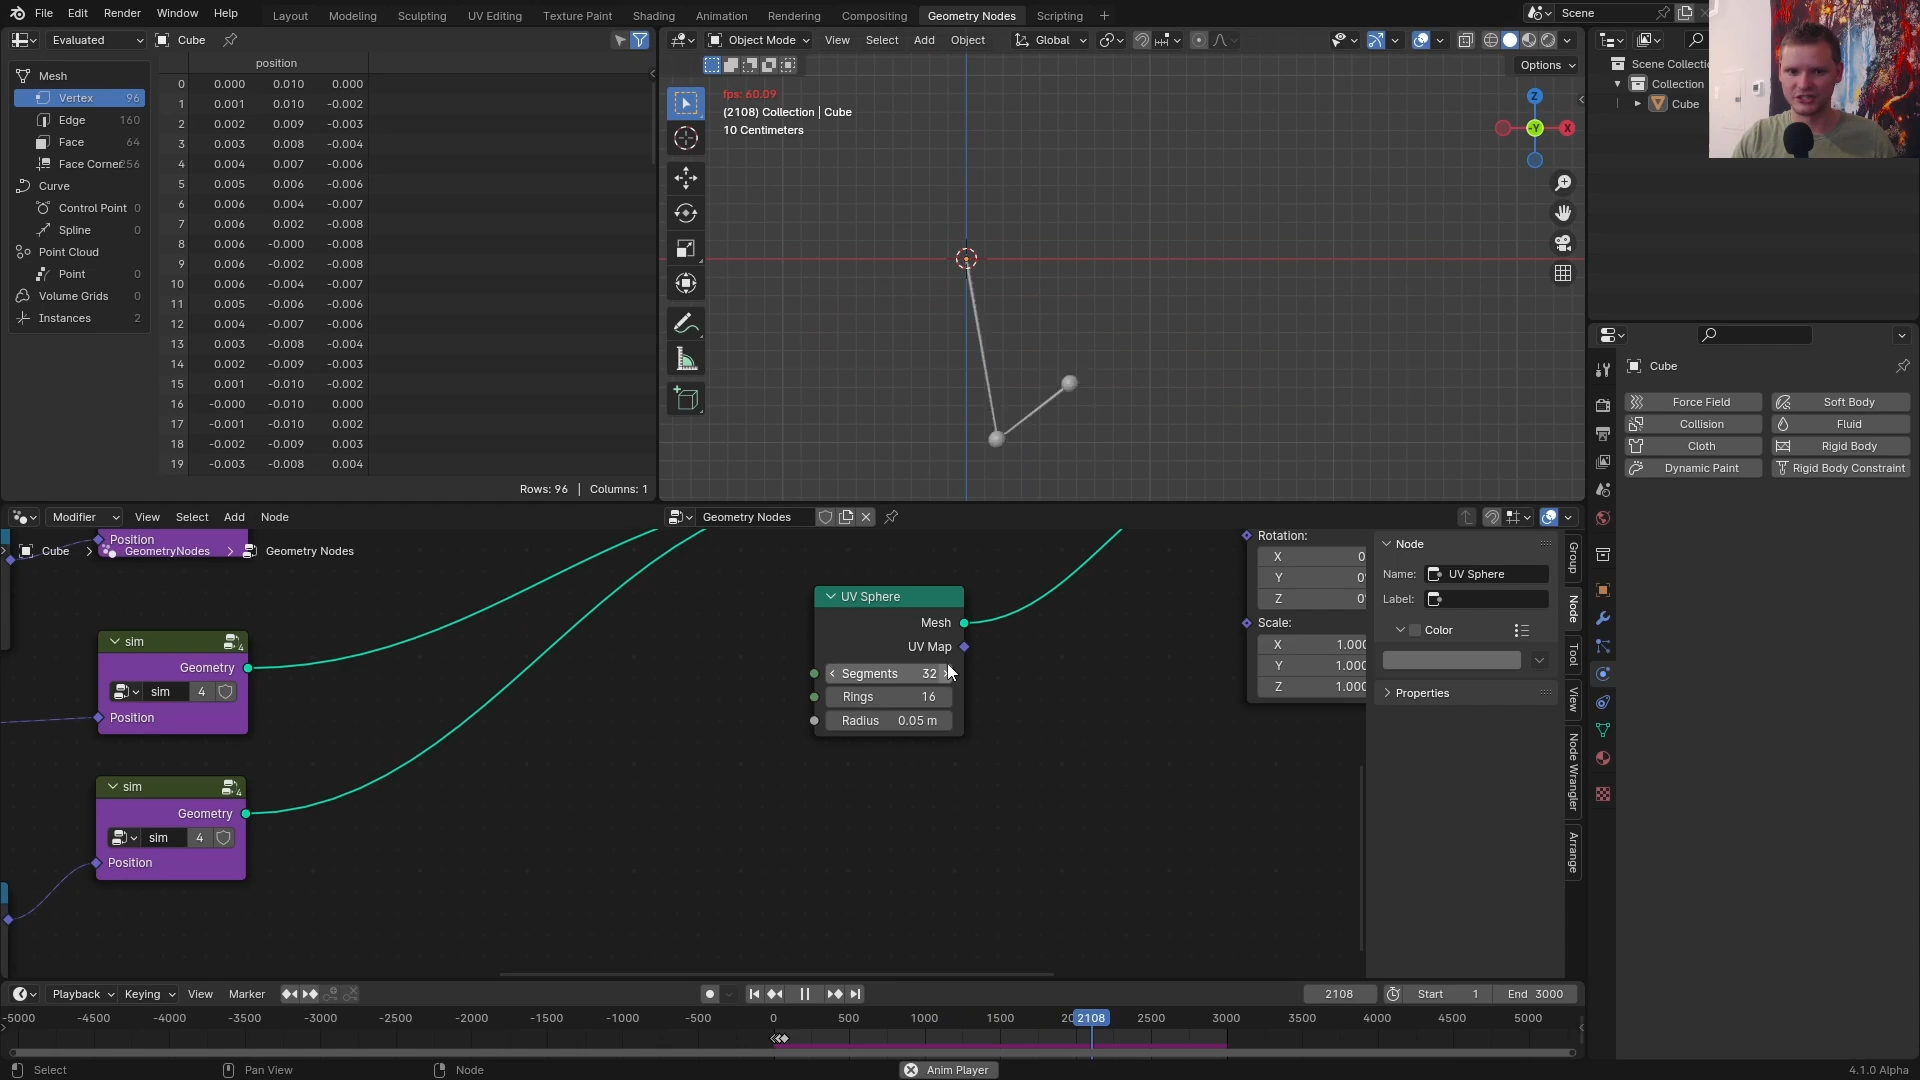 File Edit Render Window Help Layout Modeling Sculpting UV Editing Texture Paint Shading Animation Rendering Compositing Geometry Nodes Scripting + Scene
Evaluated Cube
position
Mesh
Vertex 96
Edge 160
Face 64
Face Corner 256
Curve
Control Point 0
Spline 0
Point Cloud
Point 0
Volume Grids 0
Instances 2
0 0.000 0.010 0.000
1 0.001 0.010 -0.002
2 0.002 0.009 -0.003
3 0.003 0.008 -0.004
4 0.004 0.007 -0.006
5 0.005 0.006 -0.006
6 0.006 0.004 -0.007
7 0.006 0.002 -0.008
8 0.006 -0.000 -0.008
9 0.006 -0.002 -0.008
10 0.006 -0.004 -0.007
11 0.005 -0.006 -0.006
12 0.004 -0.007 -0.006
13 0.003 -0.008 -0.004
14 0.002 -0.009 -0.003
15 0.001 -0.010 -0.002
16 -0.000 -0.010 0.000
17 -0.001 -0.010 0.002
18 -0.002 -0.009 0.003
19 -0.003 -0.008 0.004
Rows: 96 | Columns: 1
Object Mode View Select Add Object Global
Options
fps: 60.09
(2108) Collection | Cube
10 Centimeters
Z
-Y
X
Scene Collectio
Collection
Cube
Cube
Force Field Soft Body
Collision Fluid
Cloth Rigid Body
Dynamic Paint Rigid Body Constraint
Modifier View Select Add Node Geometry Nodes
Position
Cube > GeometryNodes > Geometry Nodes
sim
Geometry
sim 4
Position
sim
Geometry
sim 4
Position
UV Sphere
Mesh
UV Map
Segments 32
Rings 16
Radius 0.05 m
Rotation:
X 0
Y 0
Z 0
Scale:
X 1.000
Y 1.000
Z 1.000
Node
Name: UV Sphere
Label:
Color
Properties
Group
Node
Tool
View
Node Wrangler
Arrange
Playback Keying View Marker 2108 Start 1 End 3000
-5000 -4500 -4000 -3500 -3000 -2500 -2000 -1500 -1000 -500 0 500 1000 1500 20 2108 2500 3000 3500 4000 4500 5000
Select Pan View Node Anim Player 4.1.0 Alpha